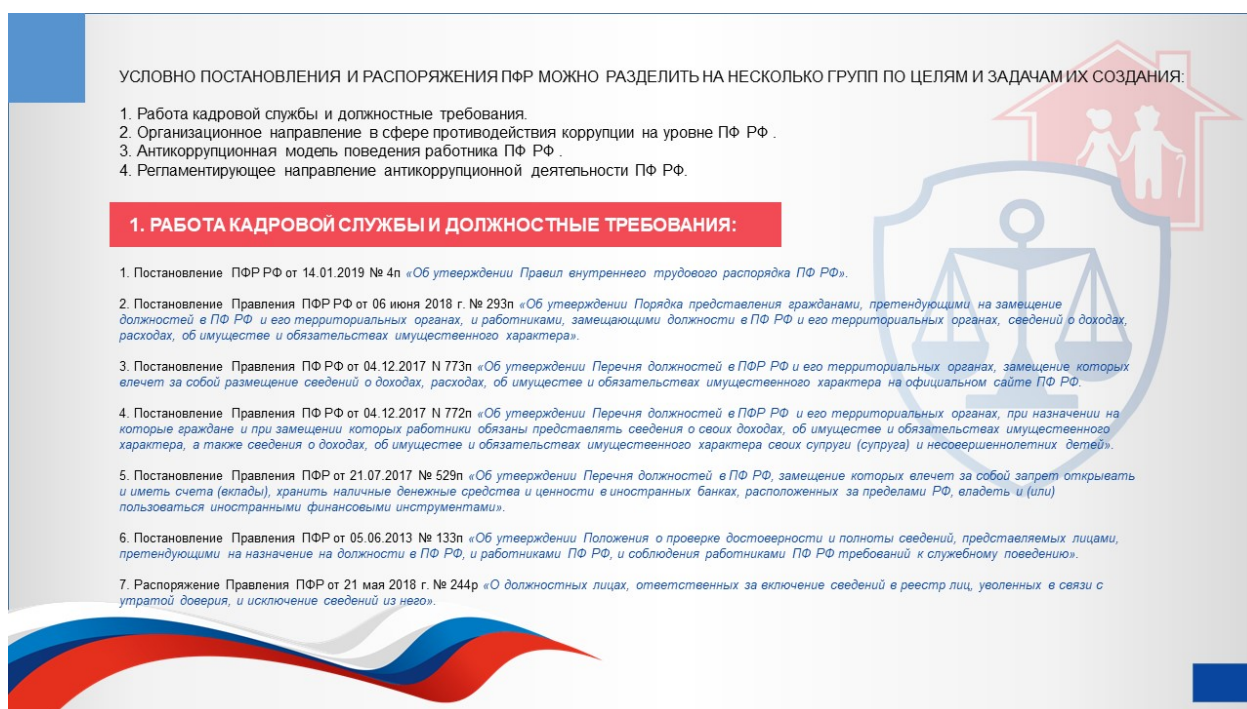 УСЛОВНО ПОСТАНОВЛЕНИЯ И РАСПОРЯЖЕНИЯ ПФР МОЖНО РАЗДЕЛИТЬ НА НЕСКОЛЬКО ГРУПП ПО ЦЕЛЯМ И ЗАДАЧАМ ИХ СОЗДАНИЯ:
1. Работа кадровой службы и должностные требования.
2. Организационное направление в сфере противодействия коррупции на уровне ПФ РФ .
3. Антикоррупционная модель поведения работника ПФ РФ .
4. Регламентирующее направление антикоррупционной деятельности ПФ РФ.
1. РАБОТА КАДРОВОЙ СЛУЖБЫ И ДОЛЖНОСТНЫЕ ТРЕБОВАНИЯ:
1. Постановление ПФР РФ от 14.01.2019 № 4п «Об утверждении Правил внутреннего трудового распорядка ПФ РФ».
2. Постановление Правления ПФР РФ от 06 июня 2018 г. № 293п «Об утверждении Порядка представления гражданами, претендующими на замещение
должностей в ПФ РФ и его территориальных органах, и работниками, замещающими должности в ПФ РФ и его территориальных органах, сведений о доходах,
расходах, об имуществе и обязательствах имущественного характера».
3. Постановление Правления ПФ РФ от 04.12.2017 N 773п «Об утверждении Перечня должностей в ПФР РФ и его территориальных органах, замещение которых
влечет за собой размещение сведений о доходах, расходах, об имуществе и обязательствах имущественного характера на официальном сайте ПФ РФ.
4. Постановление Правления ПФ РФ от 04.12.2017 N 772п «Об утверждении Перечня должностей в ПФР РФ и его территориальных органах, при назначении на
которые граждане и при замещении которых работники обязаны представлять сведения о своих доходах, об имуществе и обязательствах имущественного
характера, а также сведения о доходах, об имуществе и обязательствах имущественного характера своих супруги (супруга) и несовершеннолетних детей».
5. Постановление Правления ПФР от 21.07.2017 № 529п «Об утверждении Перечня должностей в ПФ РФ, замещение которых влечет за собой запрет открывать
и иметь счета (вклады), хранить наличные денежные средства и ценности в иностранных банках, расположенных за пределами РФ, владеть и (или)
пользоваться иностранными финансовыми инструментами».
6. Постановление Правления ПФР от 05.06.2013 № 133п «Об утверждении Положения о проверке достоверности и полноты сведений, представляемых лицами,
претендующими на назначение на должности в ПФ РФ, и работниками ПФ РФ, и соблюдения работниками ПФ РФ требований к служебному поведению».
7. Распоряжение Правления ПФР от 21 мая 2018 г. № 244р «О должностных лицах, ответственных за включение сведений в реестр лиц, уволенных в связи с
утратой доверия, и исключение сведений из него».